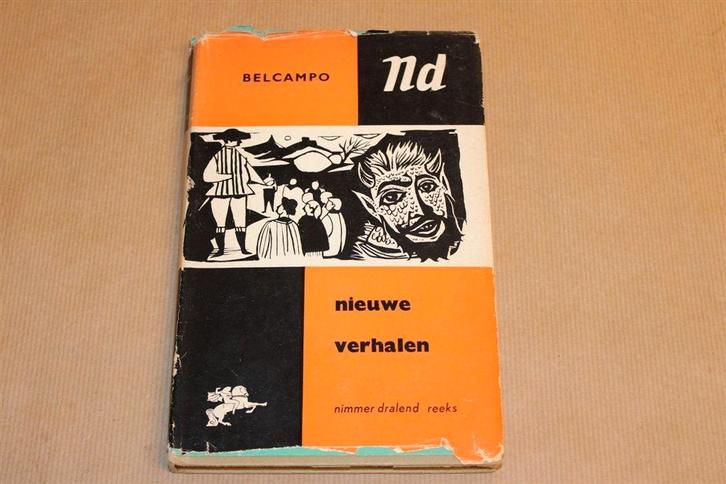 BELCAMPO
nd
nieuwe
verhalen
nimmer dralend reeks